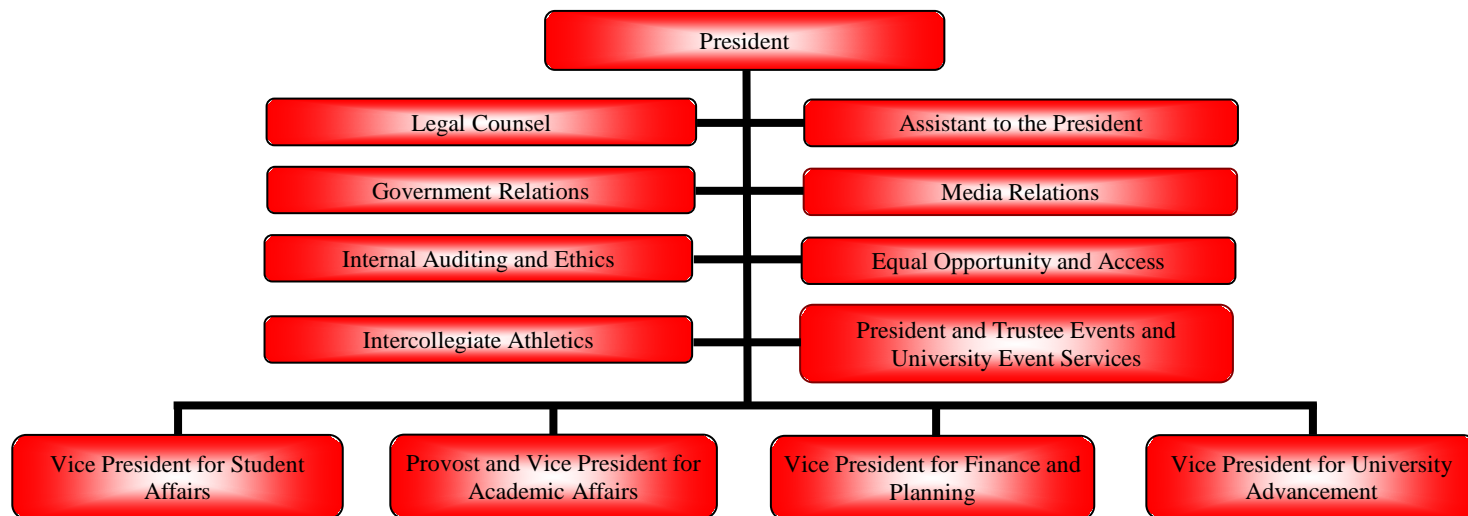 President
Legal Counsel
Assistant to the President
Government Relations
Media Relations
Internal Auditing and Ethics
Equal Opportunity and Access
Intercollegiate Athletics
President and Trustee Events and
University Event Services
Vice President for Student
Affairs
Provost and Vice President for
Academic Affairs
Vice President for Finance and
Planning
Vice President for University
Advancement